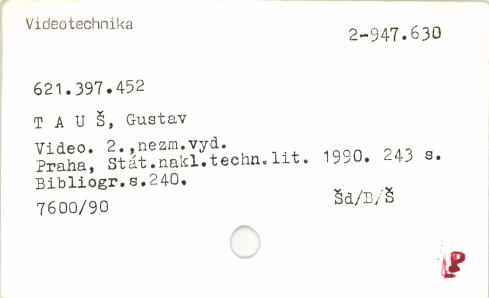 Videotechnika
2-947.630
621.397.452
T A U Š, Gustav
Video. 2.,nezm.vyd.
Praha, Stát.nakl.techn.lit. 1990. 243 s.
Bibliogr.s.240.
7600/90
Šd/B/Š
P